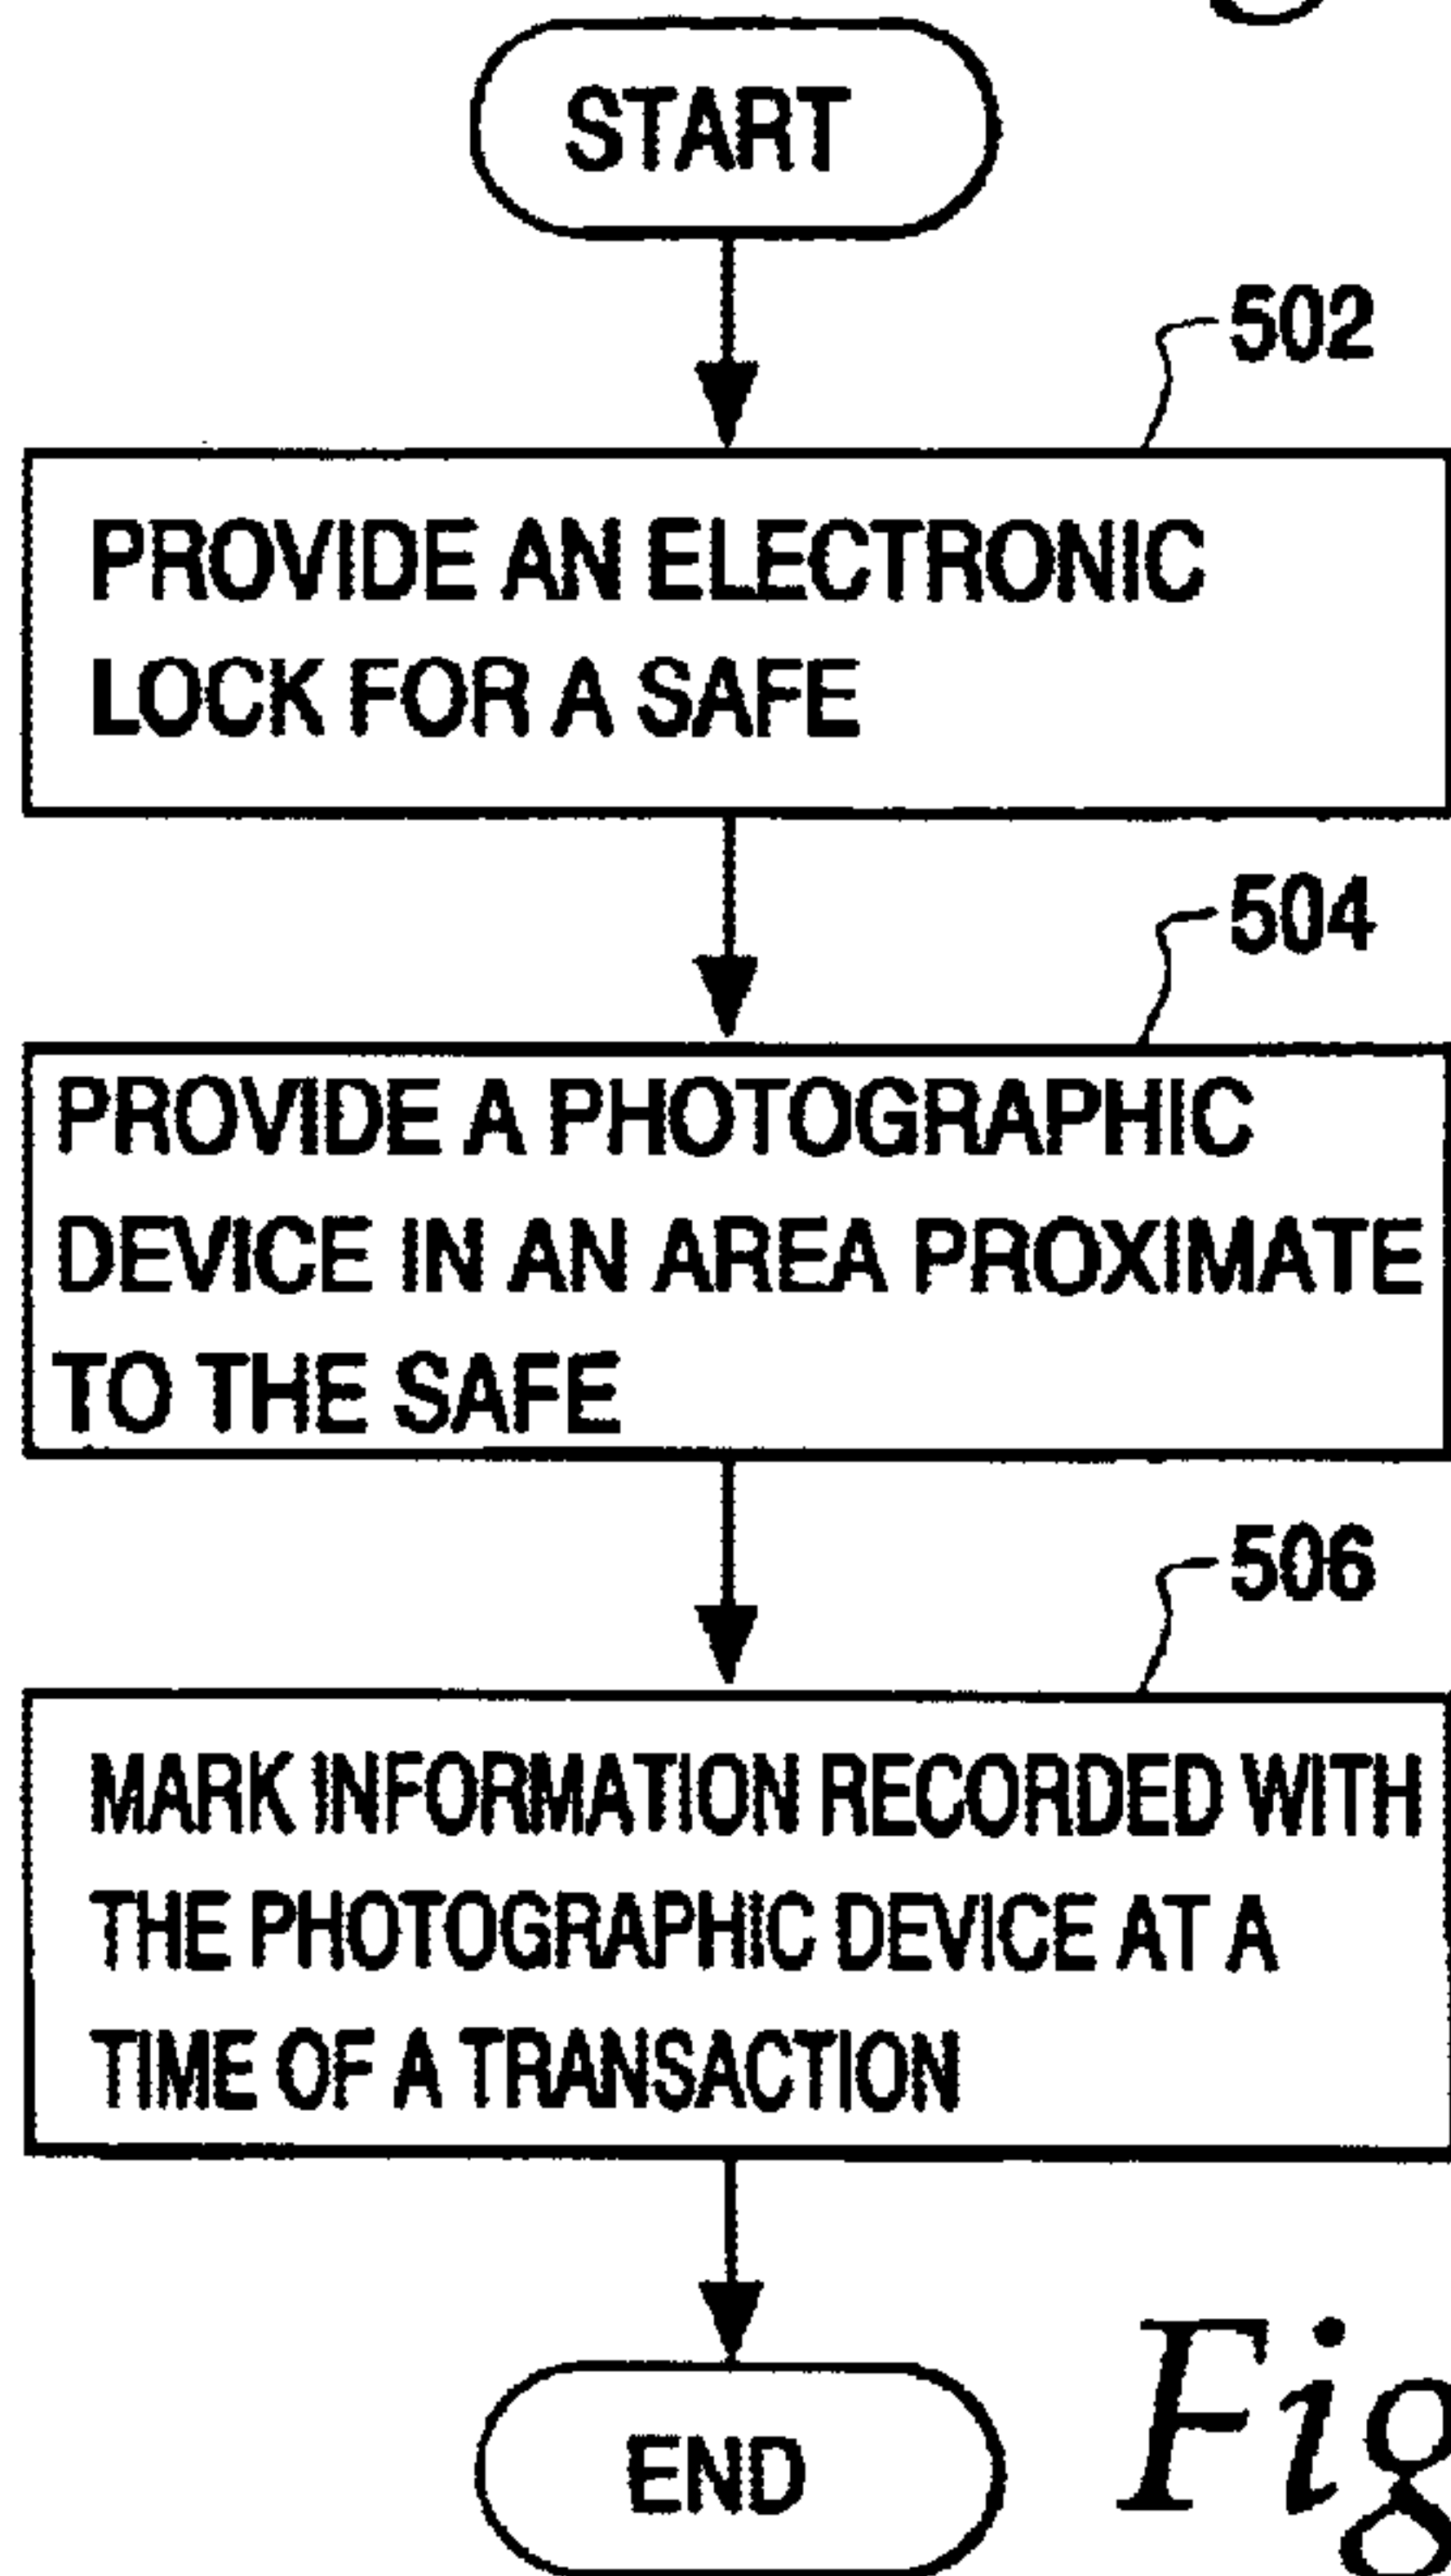 START
502
PROVIDE AN ELECTRONIC
LOCK FOR A SAFE
504
PROVIDE A PHOTOGRAPHIC
DEVICE IN AN AREA PROXIMATE
TO THE SAFE
506
MARK INFORMATION RECORDED WITH
THE PHOTOGRAPHIC DEVICE AT A
TIME OF A TRANSACTION
END
Fig